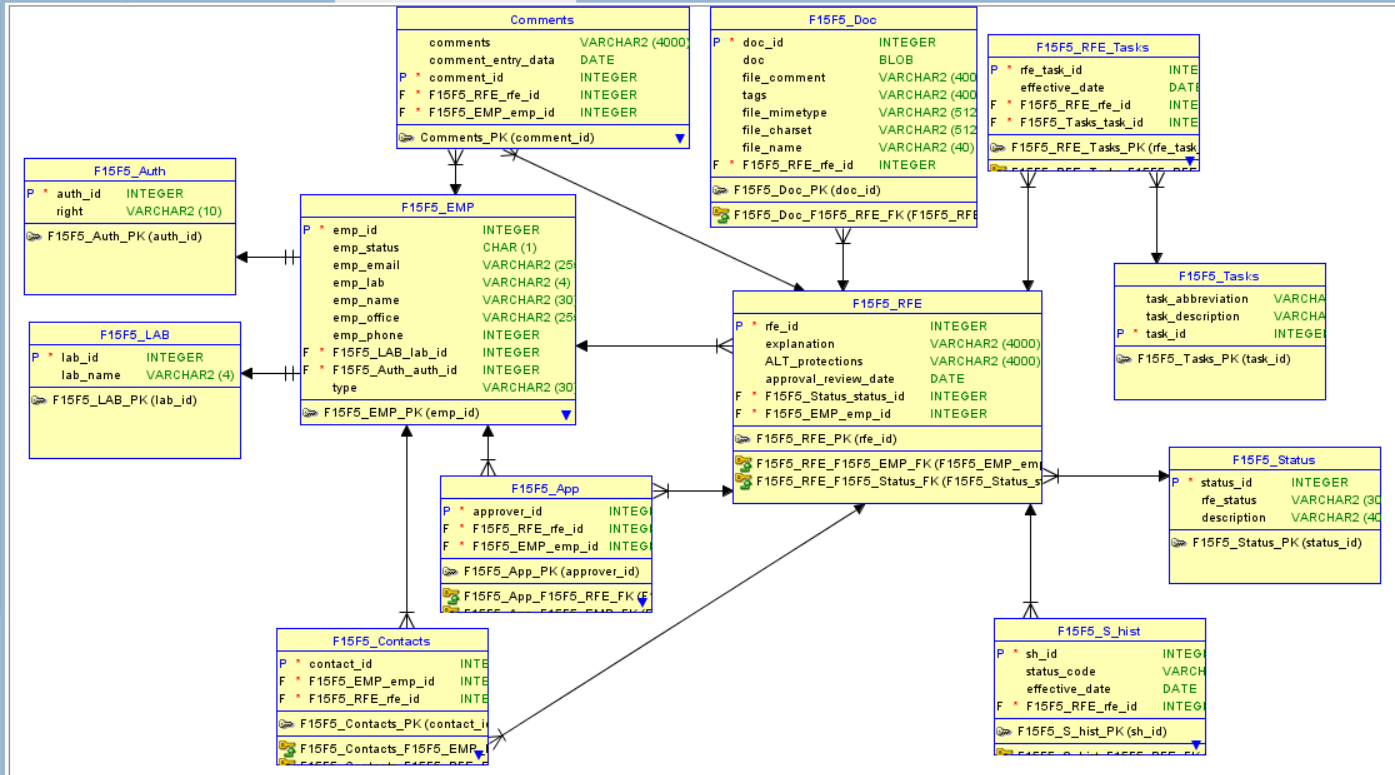 Comments
comments VARCHAR2 (4000)
comment_entry_data DATE
P * comment_id INTEGER
F * F15F5_RFE_rfe_id INTEGER
F * F15F5_EMP_emp_id INTEGER
Comments_PK (comment_id)
F15F5_Doc
P * doc_id INTEGER
doc BLOB
file_comment VARCHAR2 (400
tags VARCHAR2 (400
file_mimetype VARCHAR2 (512
file_charset VARCHAR2 (512
file_name VARCHAR2 (40)
F * F15F5_RFE_rfe_id INTEGER
F15F5_Doc_PK (doc_id)
F15F5_Doc_F15F5_RFE_FK (F15F5_RFE
F15F5_RFE_Tasks
P * rfe_task_id INTE
effective_date DATE
F * F15F5_RFE_rfe_id INTE
F * F15F5_Tasks_task_id INTE
F15F5_RFE_Tasks_PK (rfe_task
F15F5_Auth
P * auth_id INTEGER
right VARCHAR2 (10)
F15F5_Auth_PK (auth_id)
F15F5_EMP
P * emp_id INTEGER
emp_status CHAR (1)
emp_email VARCHAR2 (25
emp_lab VARCHAR2 (4)
emp_name VARCHAR2 (30
emp_office VARCHAR2 (25
emp_phone INTEGER
F * F15F5_LAB_lab_id INTEGER
F * F15F5_Auth_auth_id INTEGER
type VARCHAR2 (30
F15F5_EMP_PK (emp_id)
F15F5_Tasks
task_abbreviation VARCHA
task_description VARCHA
P * task_id INTEGE
F15F5_Tasks_PK (task_id)
F15F5_LAB
P * lab_id INTEGER
lab_name VARCHAR2 (4)
F15F5_LAB_PK (lab_id)
F15F5_RFE
P * rfe_id INTEGER
explanation VARCHAR2 (4000)
ALT_protections VARCHAR2 (4000)
approval_review_date DATE
F * F15F5_Status_status_id INTEGER
F * F15F5_EMP_emp_id INTEGER
F15F5_RFE_PK (rfe_id)
F15F5_RFE_F15F5_EMP_FK (F15F5_EMP_em
F15F5_RFE_F15F5_Status_FK (F15F5_Status_s
F15F5_Status
P * status_id INTEGER
rfe_status VARCHAR2 (30
description VARCHAR2 (40
F15F5_Status_PK (status_id)
F15F5_App
P * approver_id INTEG
F * F15F5_RFE_rfe_id INTEG
F * F15F5_EMP_emp_id INTEG
F15F5_App_PK (approver_id)
F15F5_App_F15F5_RFE_FK (F
F15F5_Contacts
P * contact_id INTE
F * F15F5_EMP_emp_id INTE
F * F15F5_RFE_rfe_id INTE
F15F5_Contacts_PK (contact_i
F15F5_Contacts_F15F5_EMP_
F15F5_S_hist
P * sh_id INTEG
status_code VARCH
effective_date DATE
F * F15F5_RFE_rfe_id INTEG
F15F5_S_hist_PK (sh_id)